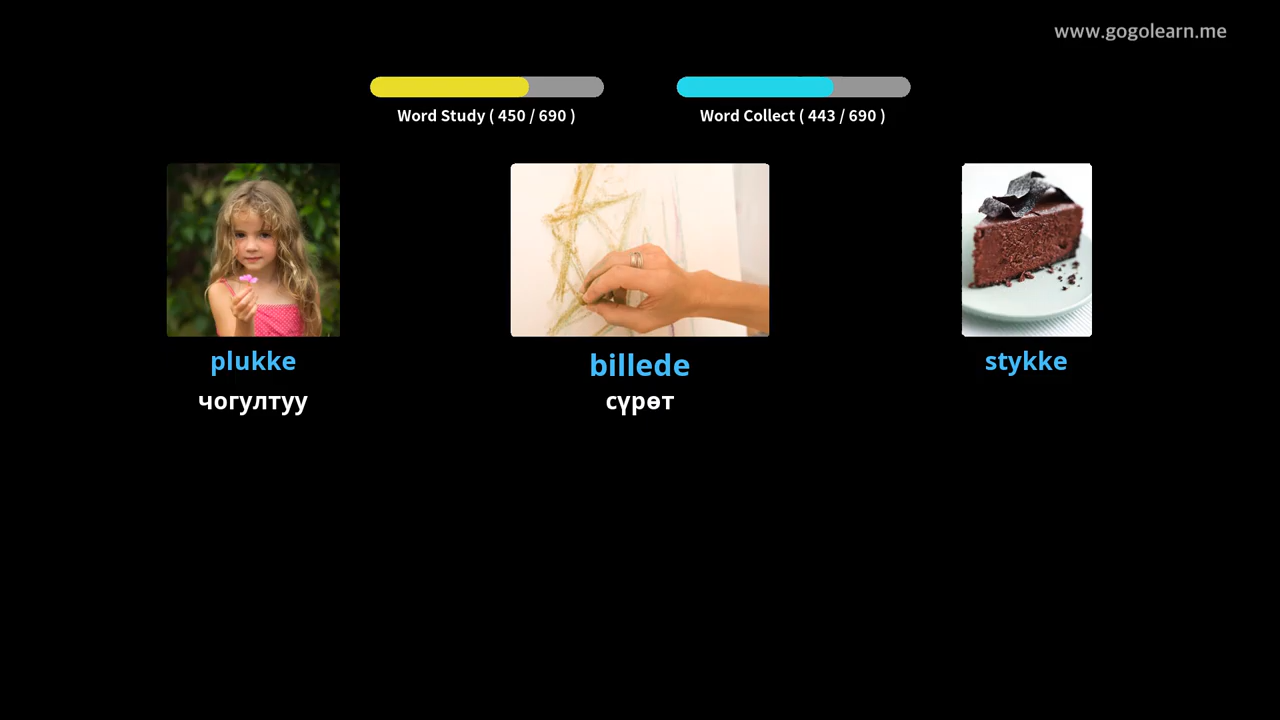 www.gogolearn.me
Word Study ( 450 / 690 )
Word Collect ( 443 / 690 )
plukke
чогултуу
billede
сүрөт
stykke